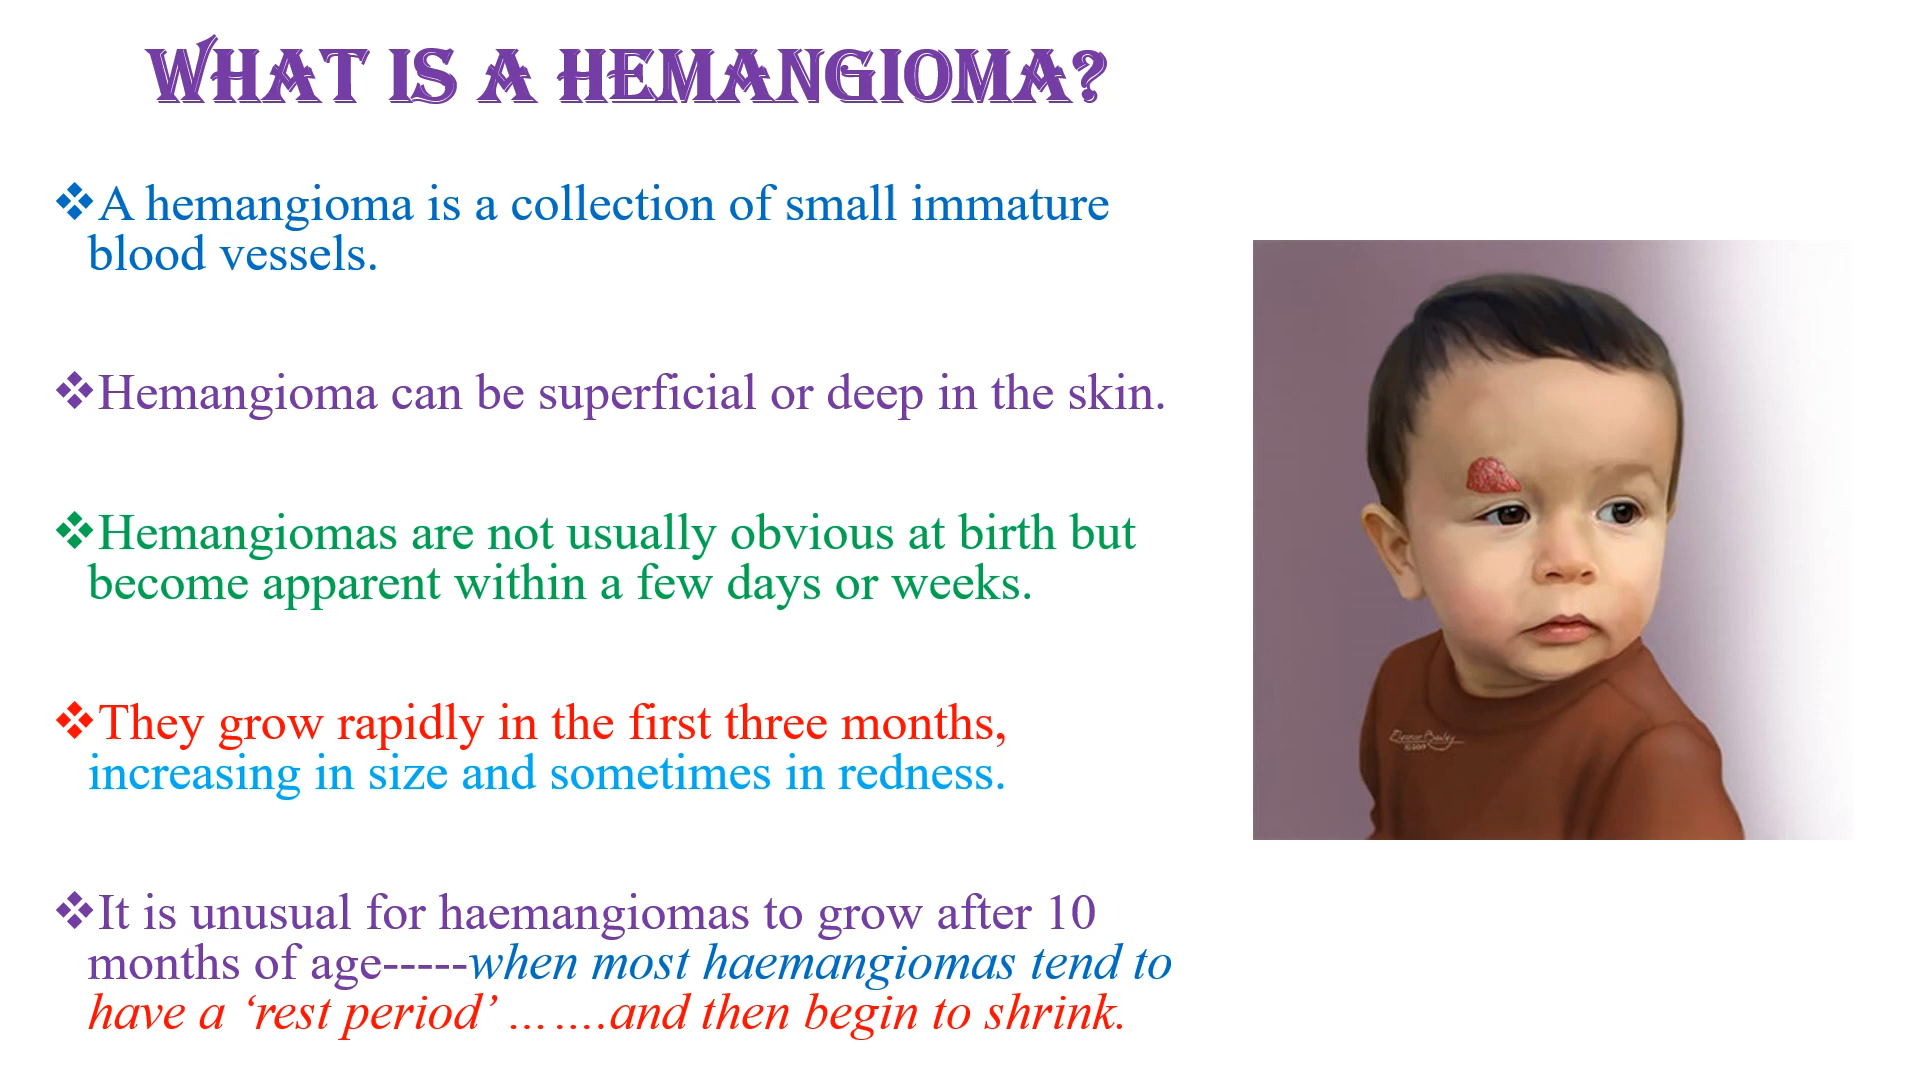 WHAT IS A HEMANGIOMA?
❖A hemangioma is a collection of small immature
blood vessels.
❖Hemangioma can be superficial or deep in the skin.
❖Hemangiomas are not usually obvious at birth but
become apparent within a few days or weeks.
❖They grow rapidly in the first three months,
increasing in size and sometimes in redness.
❖It is unusual for haemangiomas to grow after 10
months of age-----when most haemangiomas tend to
have a ‘rest period’ …….and then begin to shrink.
Eleanor Bailey